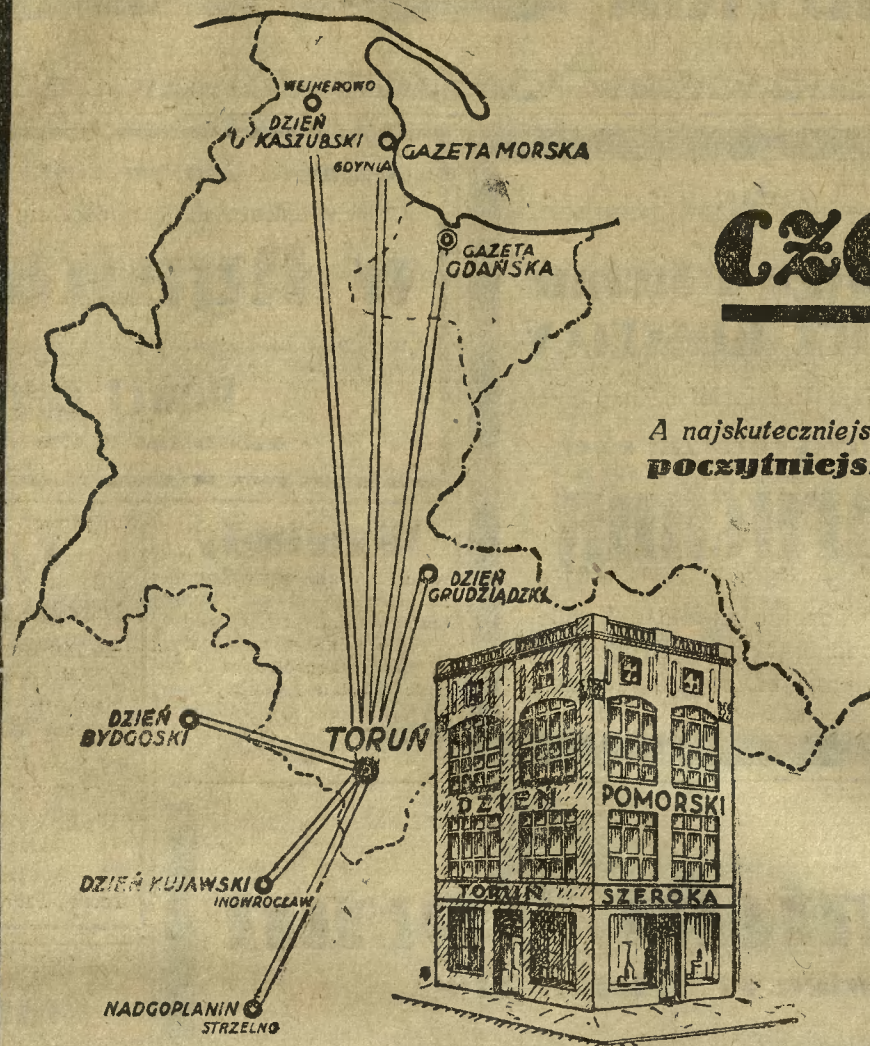 WEJHEROWO
DZIEŃ
KASZUBSKI
GAZETA MORSKA
GDYNIA
GAZETA
GDAŃSKA
CZ
A najskuteczniejs
poczytniejs
DZIEŃ
GRUDZIĄDZKI
DZIEŃ
BYDGOSKI
TORUŃ
DZIEŃ POMORSKI
DZIEŃ KUJAWSKI
INOWROCŁAW
TORUŃ SZEROKA
NADGOPLANIN
STRZELNO